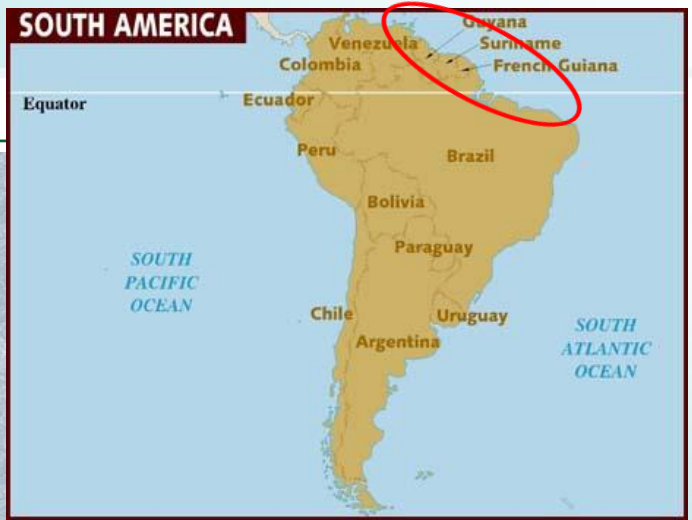 SOUTH AMERICA
Guyana
Venezuela
Suriname
Colombia
French Guiana
Equator
Ecuador
Peru
Brazil
Bolivia
Paraguay
SOUTH
PACIFIC
OCEAN
Chile
Uruguay
Argentina
SOUTH
ATLANTIC
OCEAN